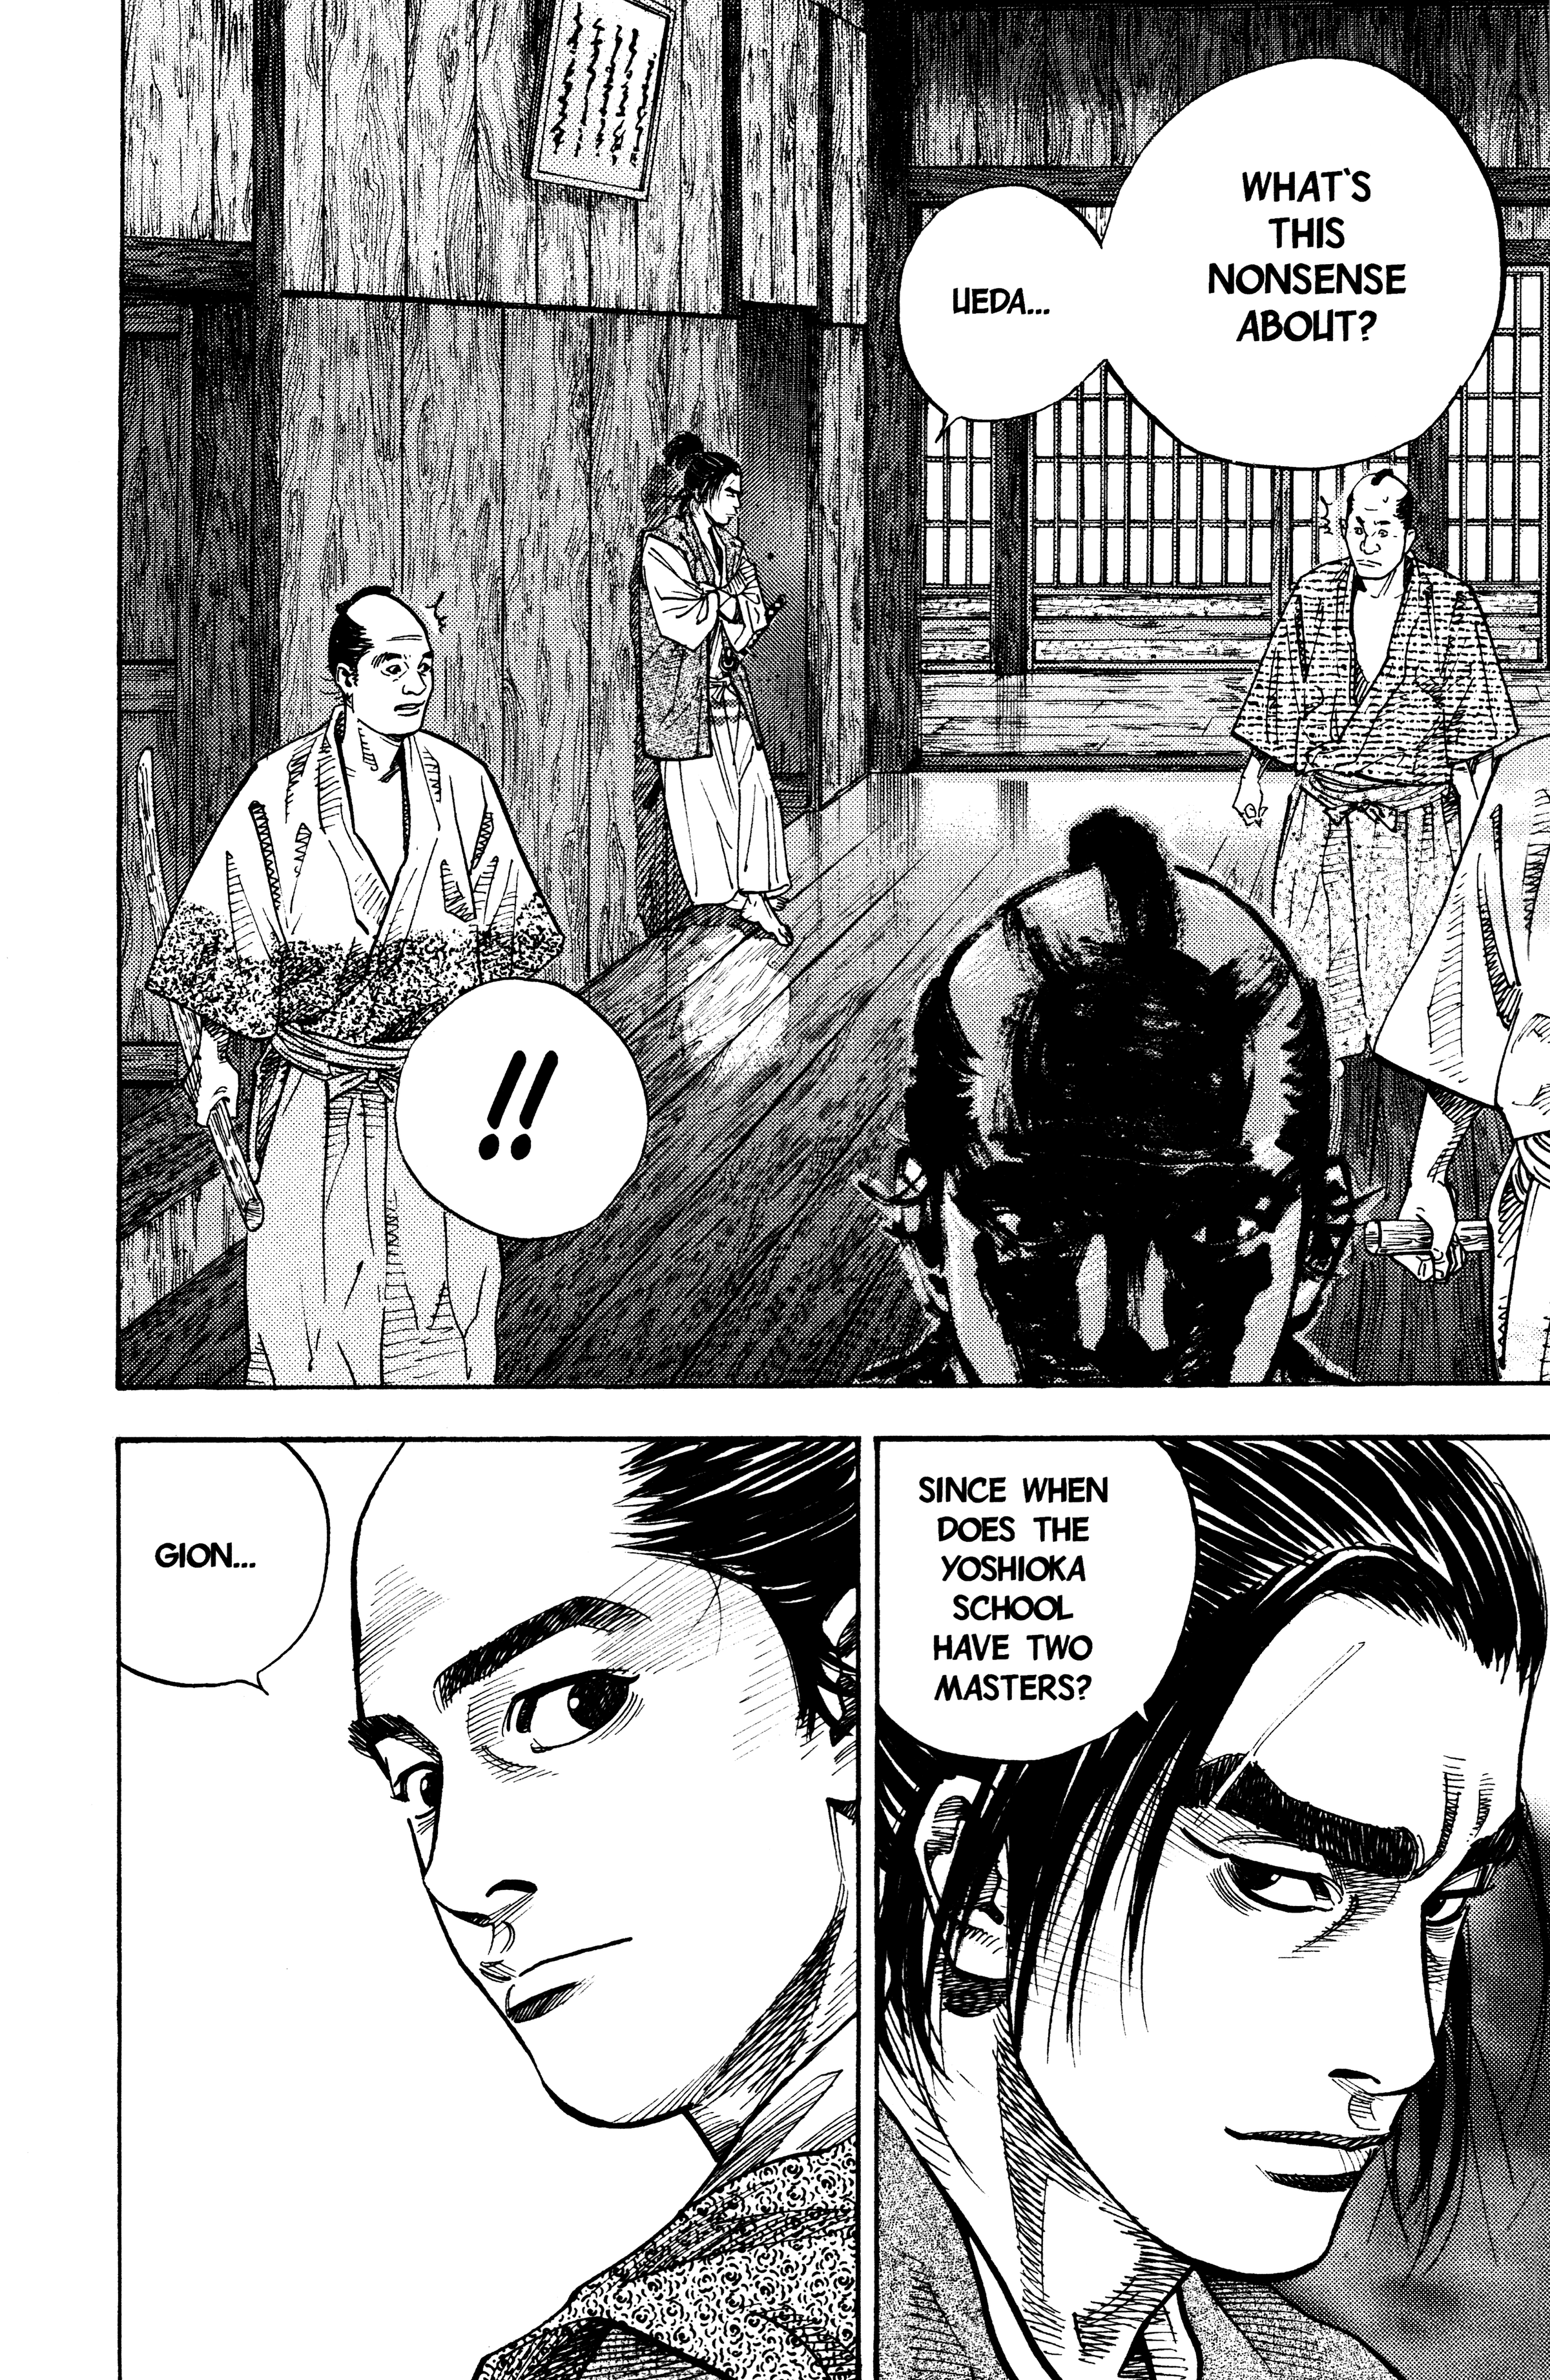 WHAT'S
THIS
NONSENSE
ABOUT?
UEDA...
!!
SINCE WHEN
DOES THE
YOSHIOKA
SCHOOL
HAVE TWO
MASTERS?
GION...